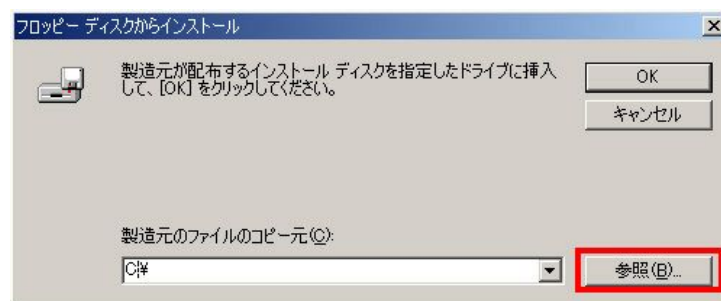 フロッピー ディスクからインストール
製造元が配布するインストール ディスクを指定したドライブに挿入
して、[OK] をクリックしてください。
OK
キャンセル
製造元のファイルのコピー元(C):
C:¥
参照(B)...